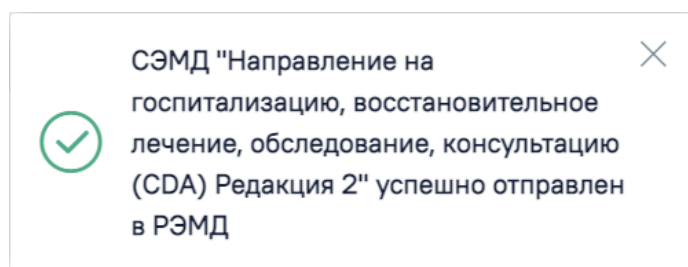 СЭМД "Направление на
госпитализацию, восстановительное
лечение, обследование, консультацию
(CDA) Редакция 2" успешно отправлен
в РЭМД